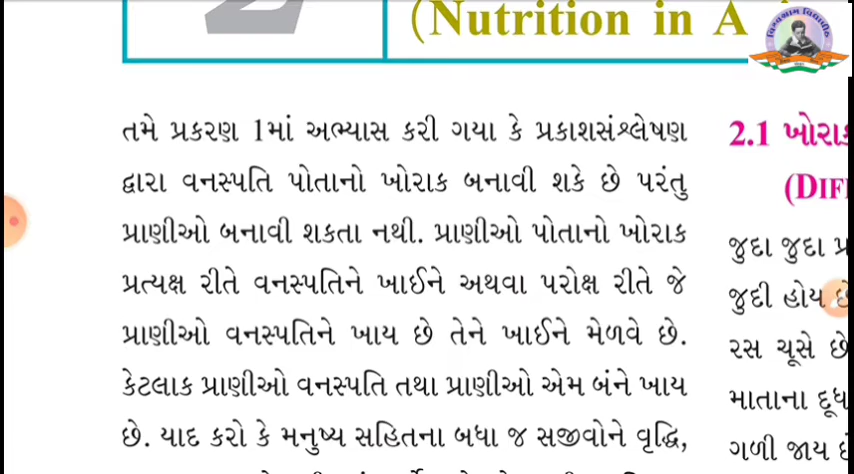 2
(Nutrition in A
વિશ્વગ્રામ વિદ્યાપીઠ
તમે પ્રકરણ 1માં અભ્યાસ કરી ગયા કે પ્રકાશસંશ્લેષણ
દ્વારા વનસ્પતિ પોતાનો ખોરાક બનાવી શકે છે પરંતુ
પ્રાણીઓ બનાવી શકતા નથી. પ્રાણીઓ પોતાનો ખોરાક
પ્રત્યક્ષ રીતે વનસ્પતિને ખાઈને અથવા પરોક્ષ રીતે જે
પ્રાણીઓ વનસ્પતિને ખાય છે તેને ખાઈને મેળવે છે.
કેટલાક પ્રાણીઓ વનસ્પતિ તથા પ્રાણીઓ એમ બંને ખાય
છે. યાદ કરો કે મનુષ્ય સહિતના બધા જ સજીવોને વૃદ્ધિ,
2.1 ખોરાક
(DIF
જુદા જુદા પ્ર
જુદી હોય છે
રસ ચૂસે છે
માતાના દૂધ
ગળી જાય છે